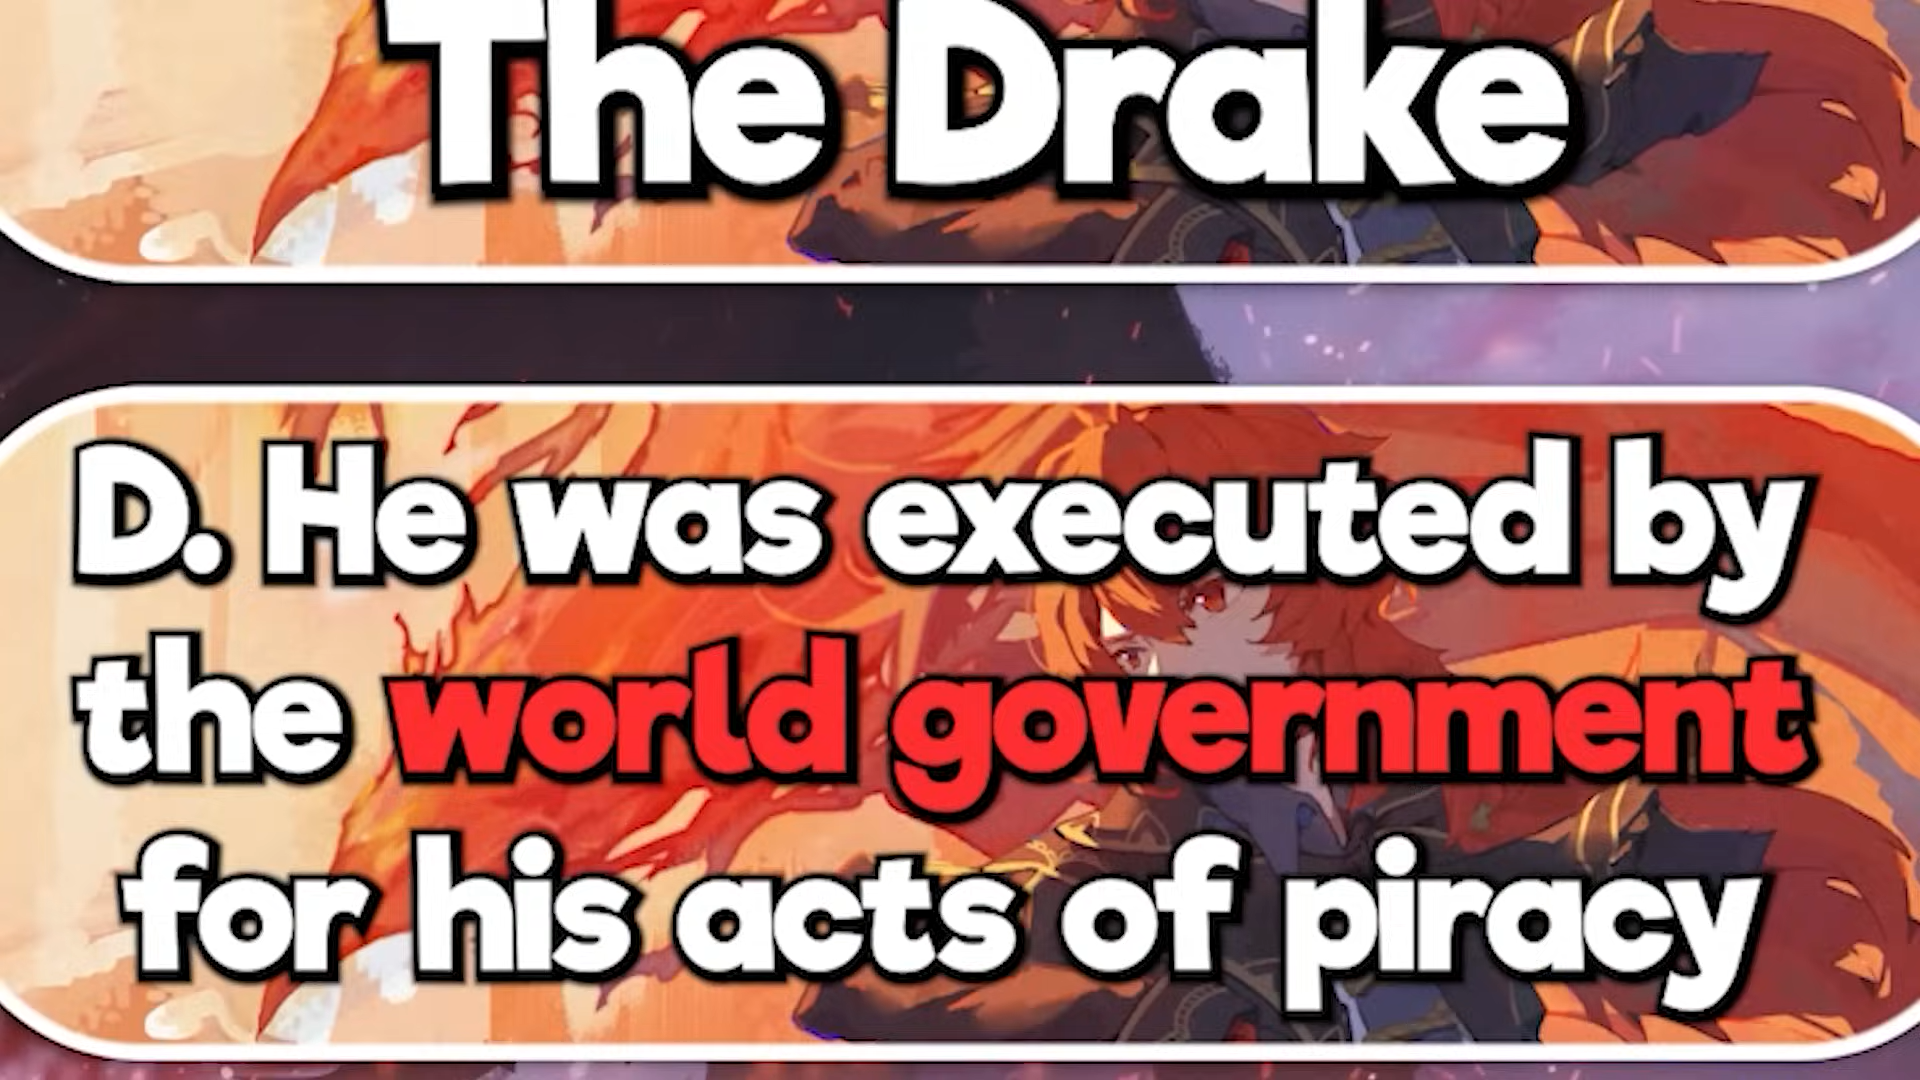 The Drake
D. He was executed by
the world government
for his acts of piracy